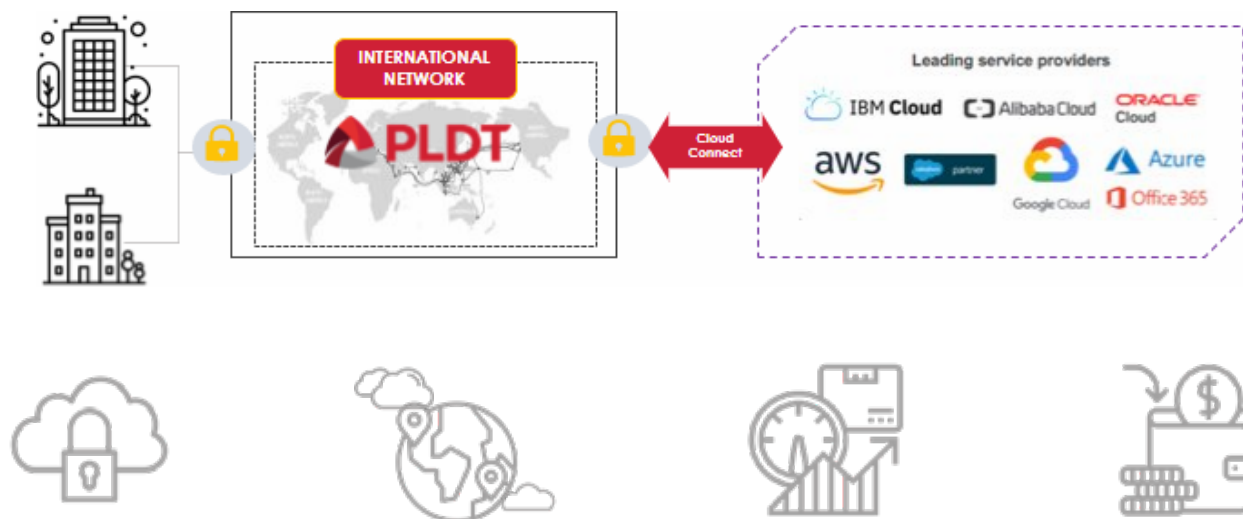 INTERNATIONAL
NETWORK
PLDT
Cloud
Connect
Leading service providers
IBM Cloud
Alibaba Cloud
ORACLE
Cloud
aws
partner
Google Cloud
Azure
Office 365
$